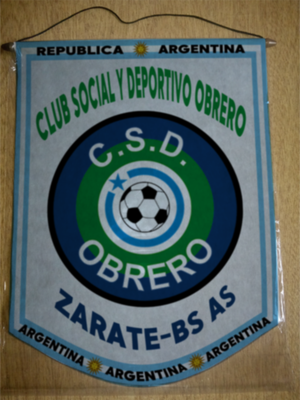 REPUBLICA ARGENTINA
CLUB SOCIAL Y DEPORTIVO OBRERO
C.S.D.
OBRERO
ZARATE-BS AS
ARGENTINA ARGENTINA ARGENTINA